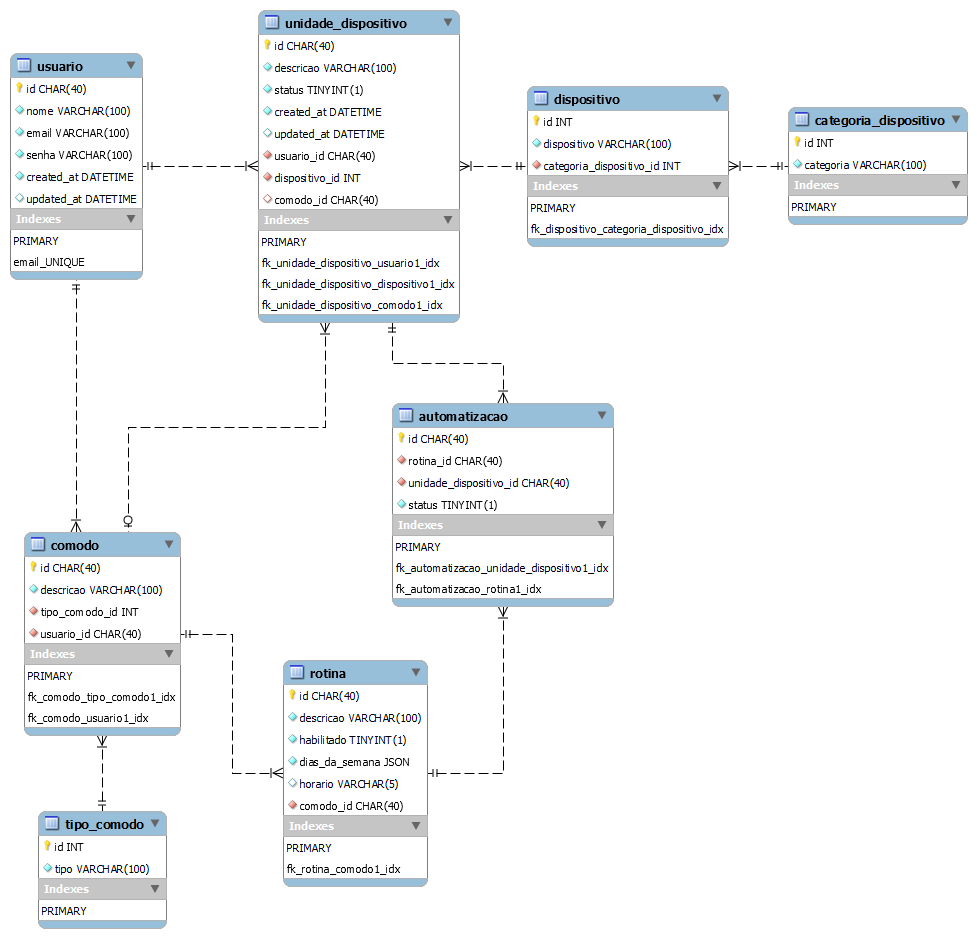 unidade_dispositivo
id CHAR(40)
descricao VARCHAR(100)
status TINYINT(1)
created_at DATETIME
updated_at DATETIME
usuario_id CHAR(40)
dispositivo_id INT
comodo_id CHAR(40)
Indexes
PRIMARY
fk_unidade_dispositivo_usuario1_idx
fk_unidade_dispositivo_dispositivo1_idx
fk_unidade_dispositivo_comodo1_idx
usuario
id CHAR(40)
nome VARCHAR(100)
email VARCHAR(100)
senha VARCHAR(100)
created_at DATETIME
updated_at DATETIME
Indexes
PRIMARY
email_UNIQUE
dispositivo
id INT
dispositivo VARCHAR(100)
categoria_dispositivo_id INT
Indexes
PRIMARY
fk_dispositivo_categoria_dispositivo_idx
categoria_dispositivo
id INT
categoria VARCHAR(100)
Indexes
PRIMARY
automatizacao
id CHAR(40)
rotina_id CHAR(40)
unidade_dispositivo_id CHAR(40)
status TINYINT(1)
Indexes
PRIMARY
fk_automatizacao_unidade_dispositivo1_idx
fk_automatizacao_rotina1_idx
comodo
id CHAR(40)
descricao VARCHAR(100)
tipo_comodo_id INT
usuario_id CHAR(40)
Indexes
PRIMARY
fk_comodo_tipo_comodo1_idx
fk_comodo_usuario1_idx
rotina
id CHAR(40)
descricao VARCHAR(100)
habilitado TINYINT(1)
dias_da_semana JSON
horario VARCHAR(5)
comodo_id CHAR(40)
Indexes
PRIMARY
fk_rotina_comodo1_idx
tipo_comodo
id INT
tipo VARCHAR(100)
Indexes
PRIMARY